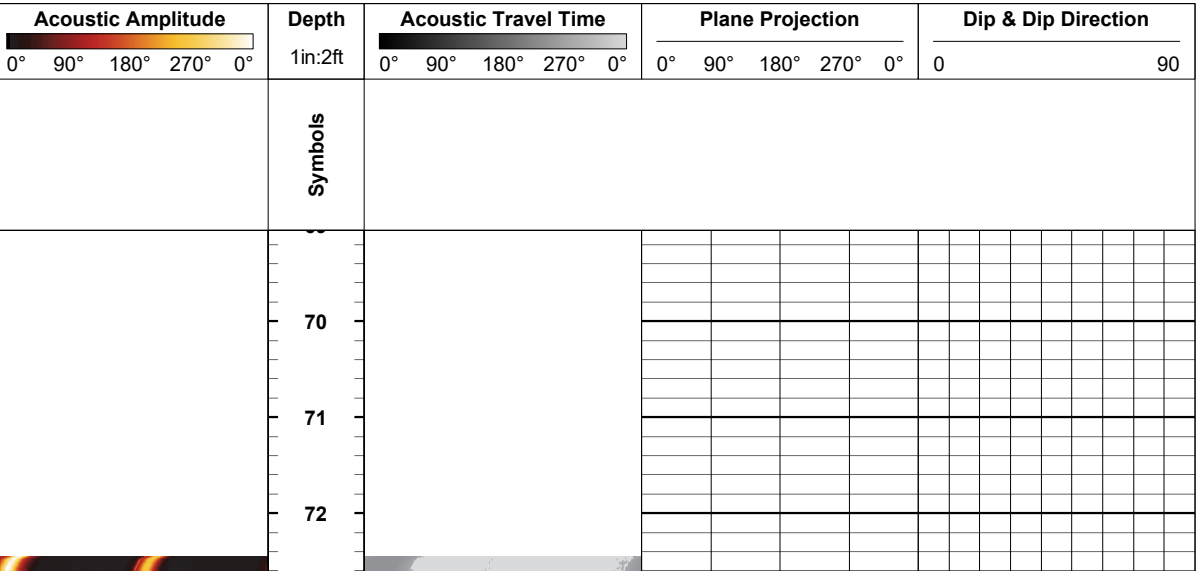 Acoustic Amplitude Depth Acoustic Travel Time Plane Projection Dip & Dip Direction
1in:2ft
0° 90° 180° 270° 0° 0° 90° 180° 270° 0° 0° 90° 180° 270° 0° 0 90
Symbols
70
71
72